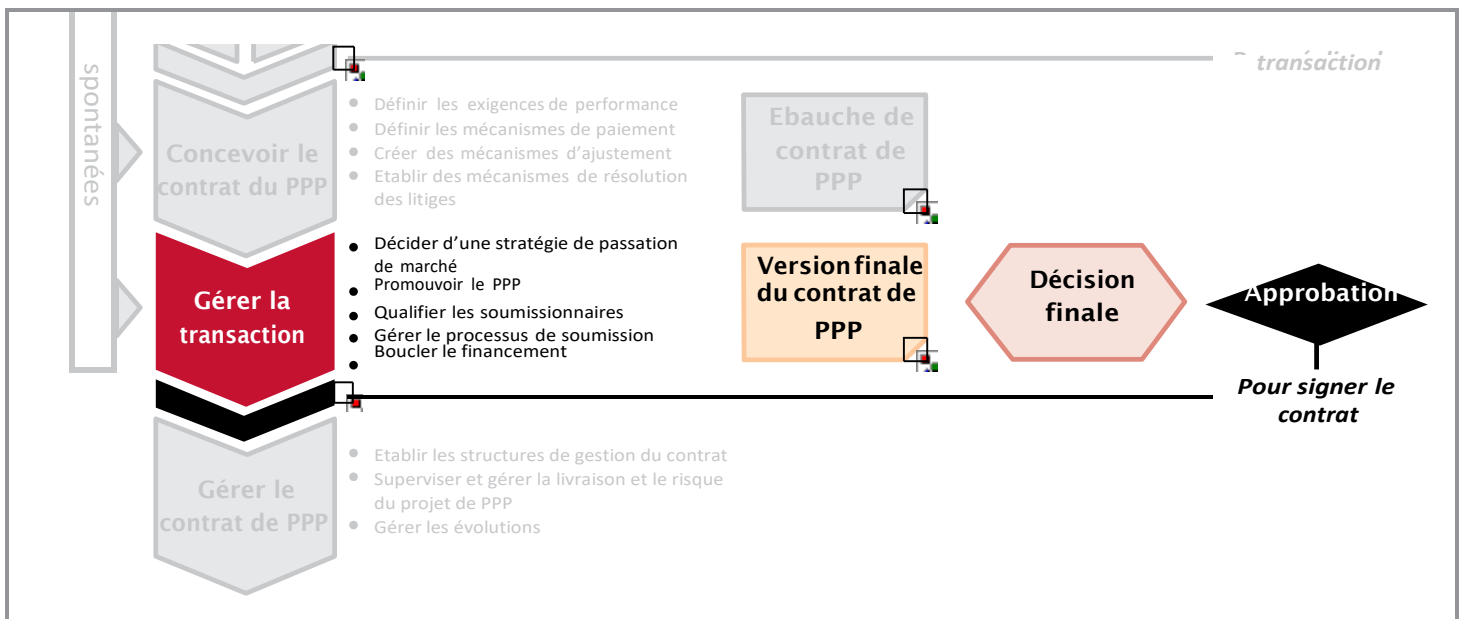 spontanées
transaction
Concevoir le
contrat du PPP
• Définir les exigences de performance
• Définir les mécanismes de paiement
• Créer des mécanismes d'ajustement
• Etablir des mécanismes de résolution
des litiges
Ebauche de
contrat de
PPP
Gérer la
transaction
• Décider d'une stratégie de passation
de marché
• Promouvoir le PPP
• Qualifier les soumissionnaires
• Gérer le processus de soumission
• Boucler le financement
Version finale
du contrat de
PPP
Décision
finale
Approbation
Pour signer le
contrat
Gérer le
contrat de PPP
• Etablir les structures de gestion du contrat
• Superviser et gérer la livraison et le risque
du projet de PPP
• Gérer les évolutions